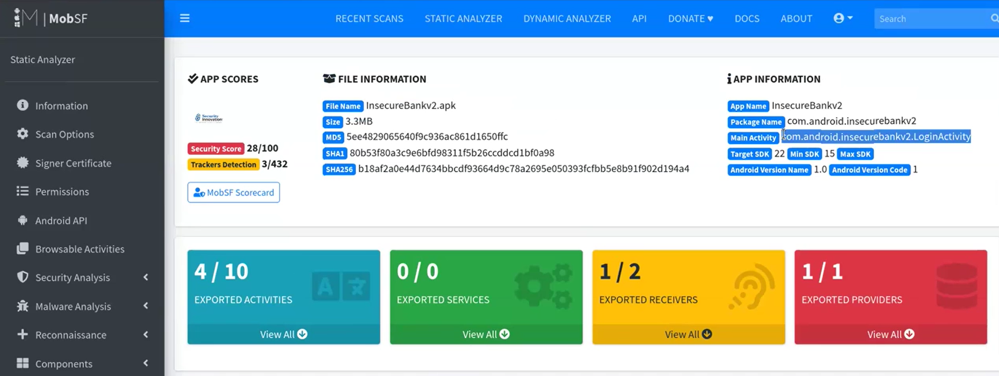 MobSF
RECENT SCANS
STATIC ANALYZER
DYNAMIC ANALYZER
API
DONATE ♥
DOCS
ABOUT
Search
Static Analyzer
Information
Scan Options
Signer Certificate
Permissions
Android API
Browsable Activities
Security Analysis
Malware Analysis
Reconnaissance
Components
APP SCORES
Security Innovation
Security Score 28/100
Trackers Detection 3/432
MobSF Scorecard
FILE INFORMATION
File Name InsecureBankv2.apk
Size 3.3MB
MD5 5ee4829065640f9c936ac861d1650ffc
SHA1 80b53f80a3c9e6bfd98311f5b26ccddcd1bf0a98
SHA256 b18af2a0e44d7634bbcdf93664d9c78a2695e050393fcfbb5e8b91f902d194a4
APP INFORMATION
App Name InsecureBankv2
Package Name com.android.insecurebankv2
Main Activity com.android.insecurebankv2.LoginActivity
Target SDK 22 Min SDK 15 Max SDK
Android Version Name 1.0 Android Version Code 1
4 / 10
EXPORTED ACTIVITIES
View All
0 / 0
EXPORTED SERVICES
View All
1 / 2
EXPORTED RECEIVERS
View All
1 / 1
EXPORTED PROVIDERS
View All